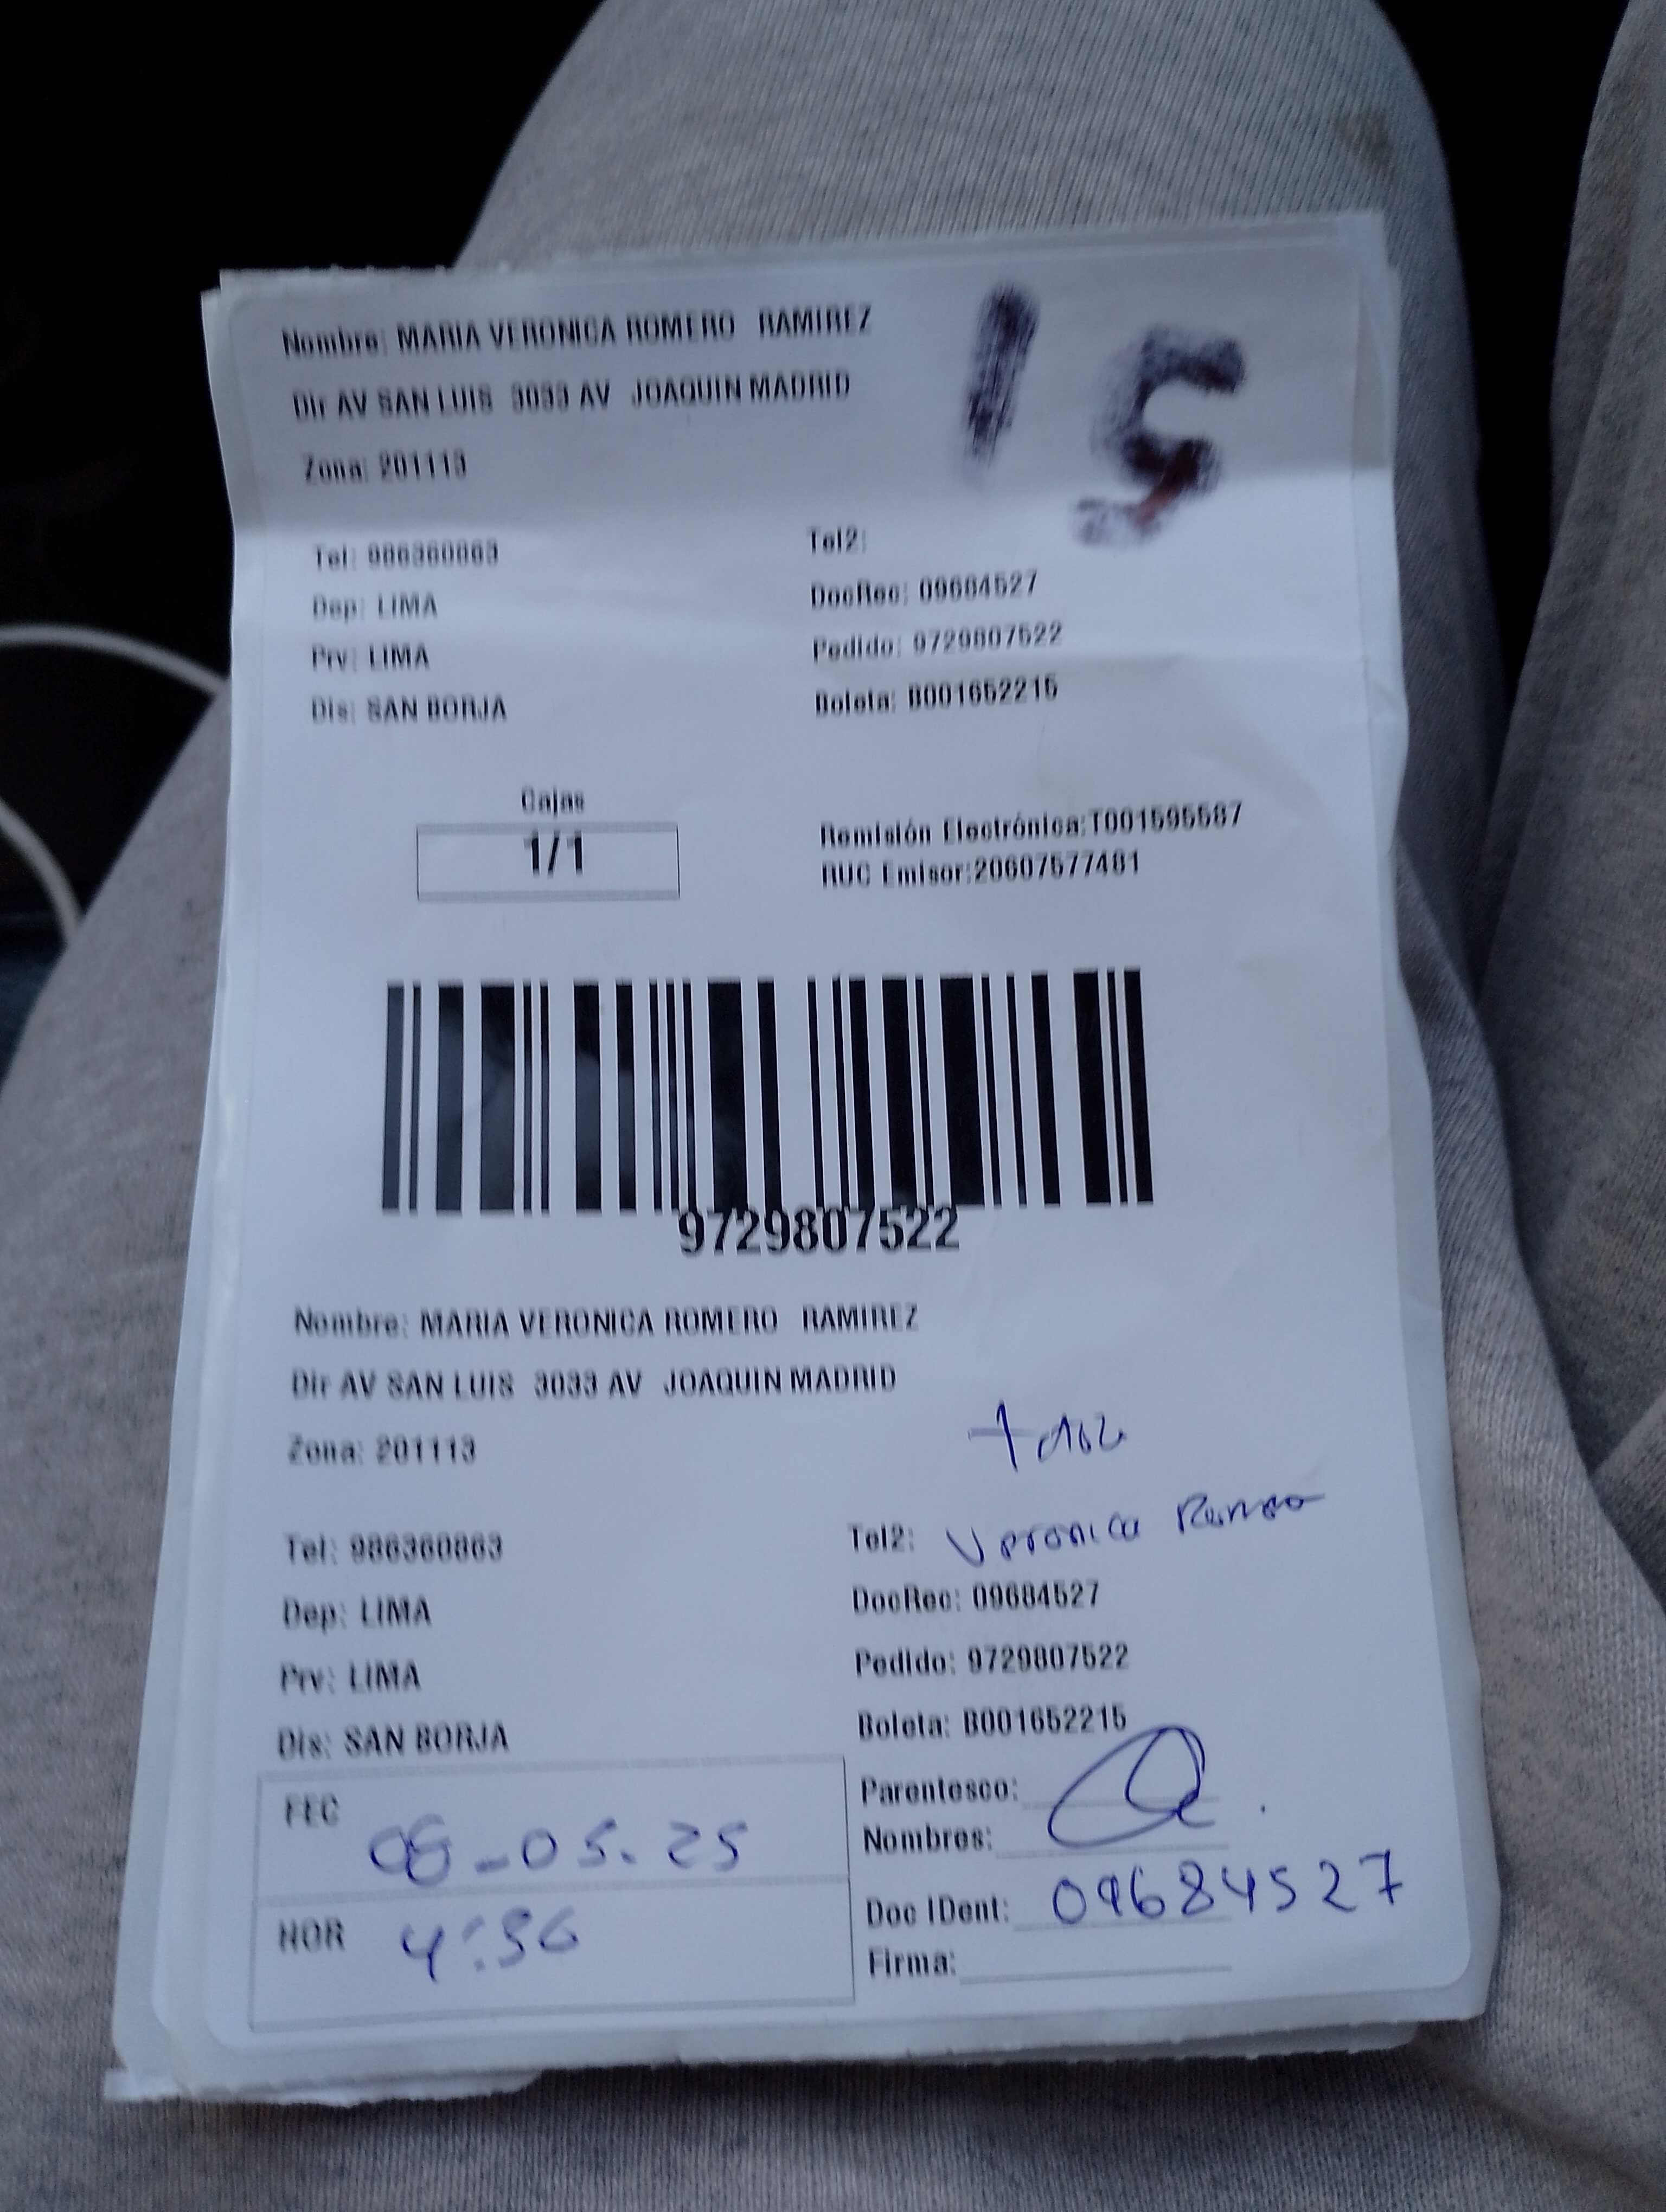 Nombre: MARIA VERONICA ROMERO RAMIREZ
15
Dir AV SAN LUIS 3033 AV JOAQUIN MADRID
Zona: 201113
Tel: 986360863
Tel2:
Dep: LIMA
DocRec: 09684527
Prv: LIMA
Pedido: 9729807522
Dis: SAN BORJA
Boleta: B001652215
Cajas
1/1
Remisión Electrónica:T001595587
RUC Emisor:20607577481
9729807522
Nombre: MARIA VERONICA ROMERO RAMIREZ
Dir AV SAN LUIS 3033 AV JOAQUIN MADRID
Zona: 201113
Tel: 986360863
Tel2: Veronica
Dep: LIMA
DocRec: 09684527
Prv: LIMA
Pedido: 9729807522
Dis: SAN BORJA
Boleta: B001652215
FEC 08-05.25
Parentesco:
Nombres:
HOR 4:56
Doc IDent: 09684527
Firma: